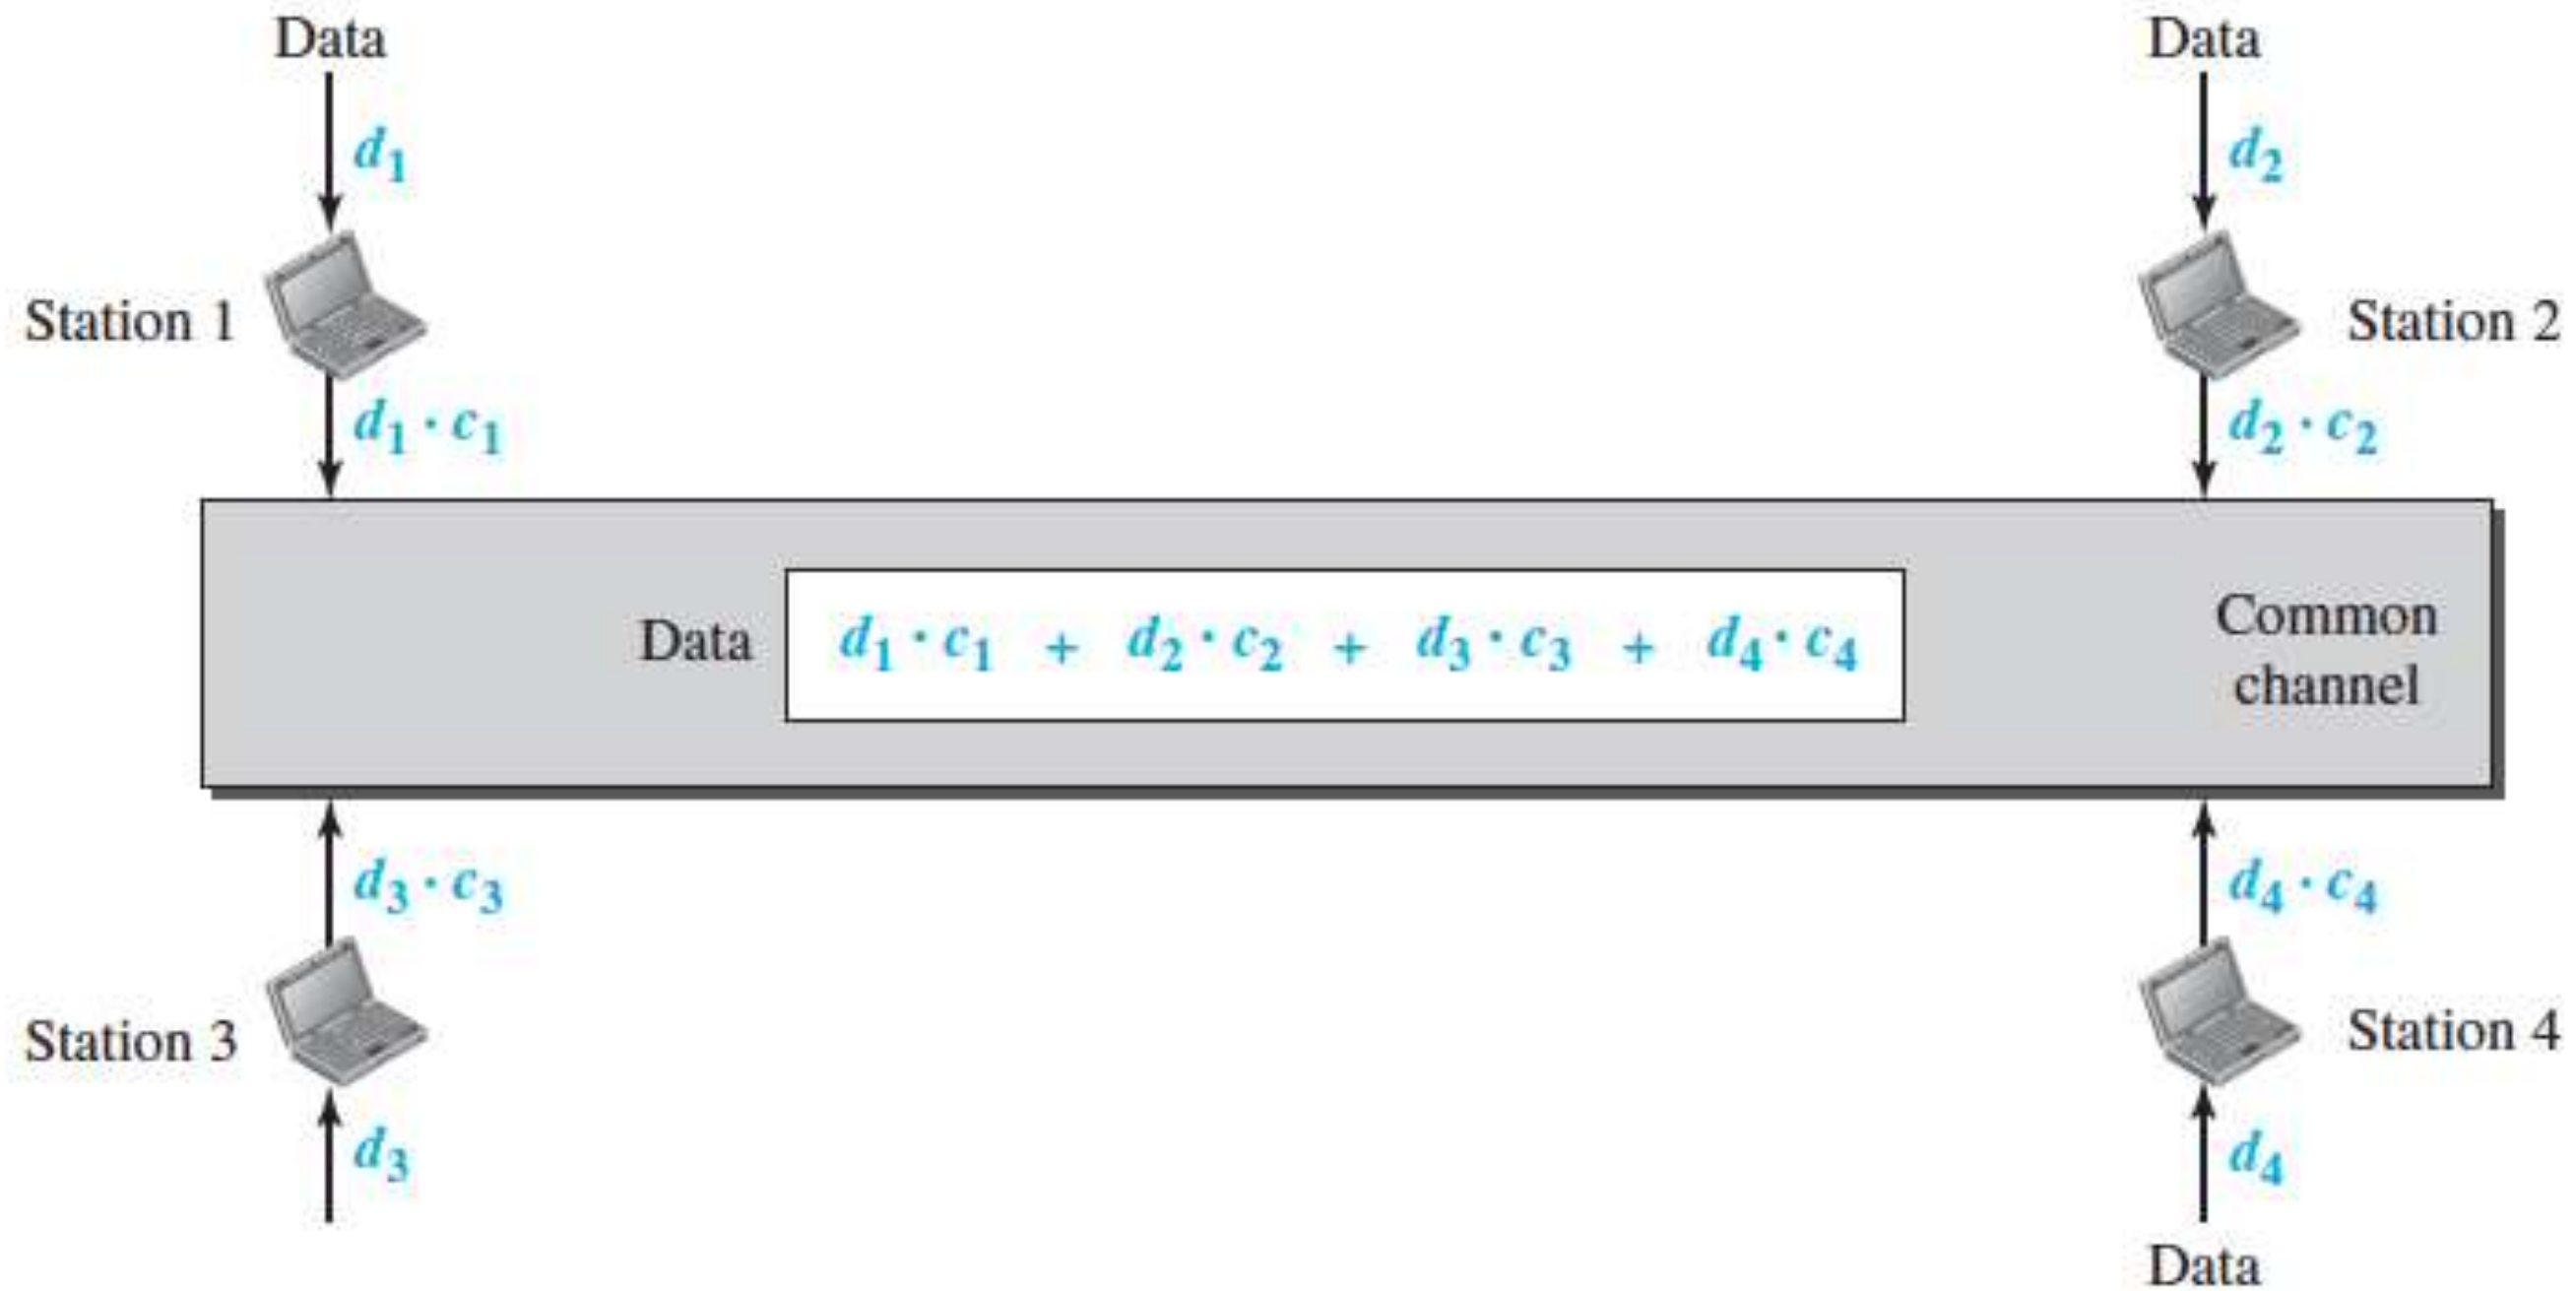 Data
Data
d₁
d₂
Station 1
Station 2
d₁ · c₁
d₂ · c₂
Data
d₁ · c₁ + d₂ · c₂ + d₃ · c₃ + d₄ · c₄
Common
channel
d₃ · c₃
d₄ · c₄
Station 3
Station 4
d₃
d₄
Data